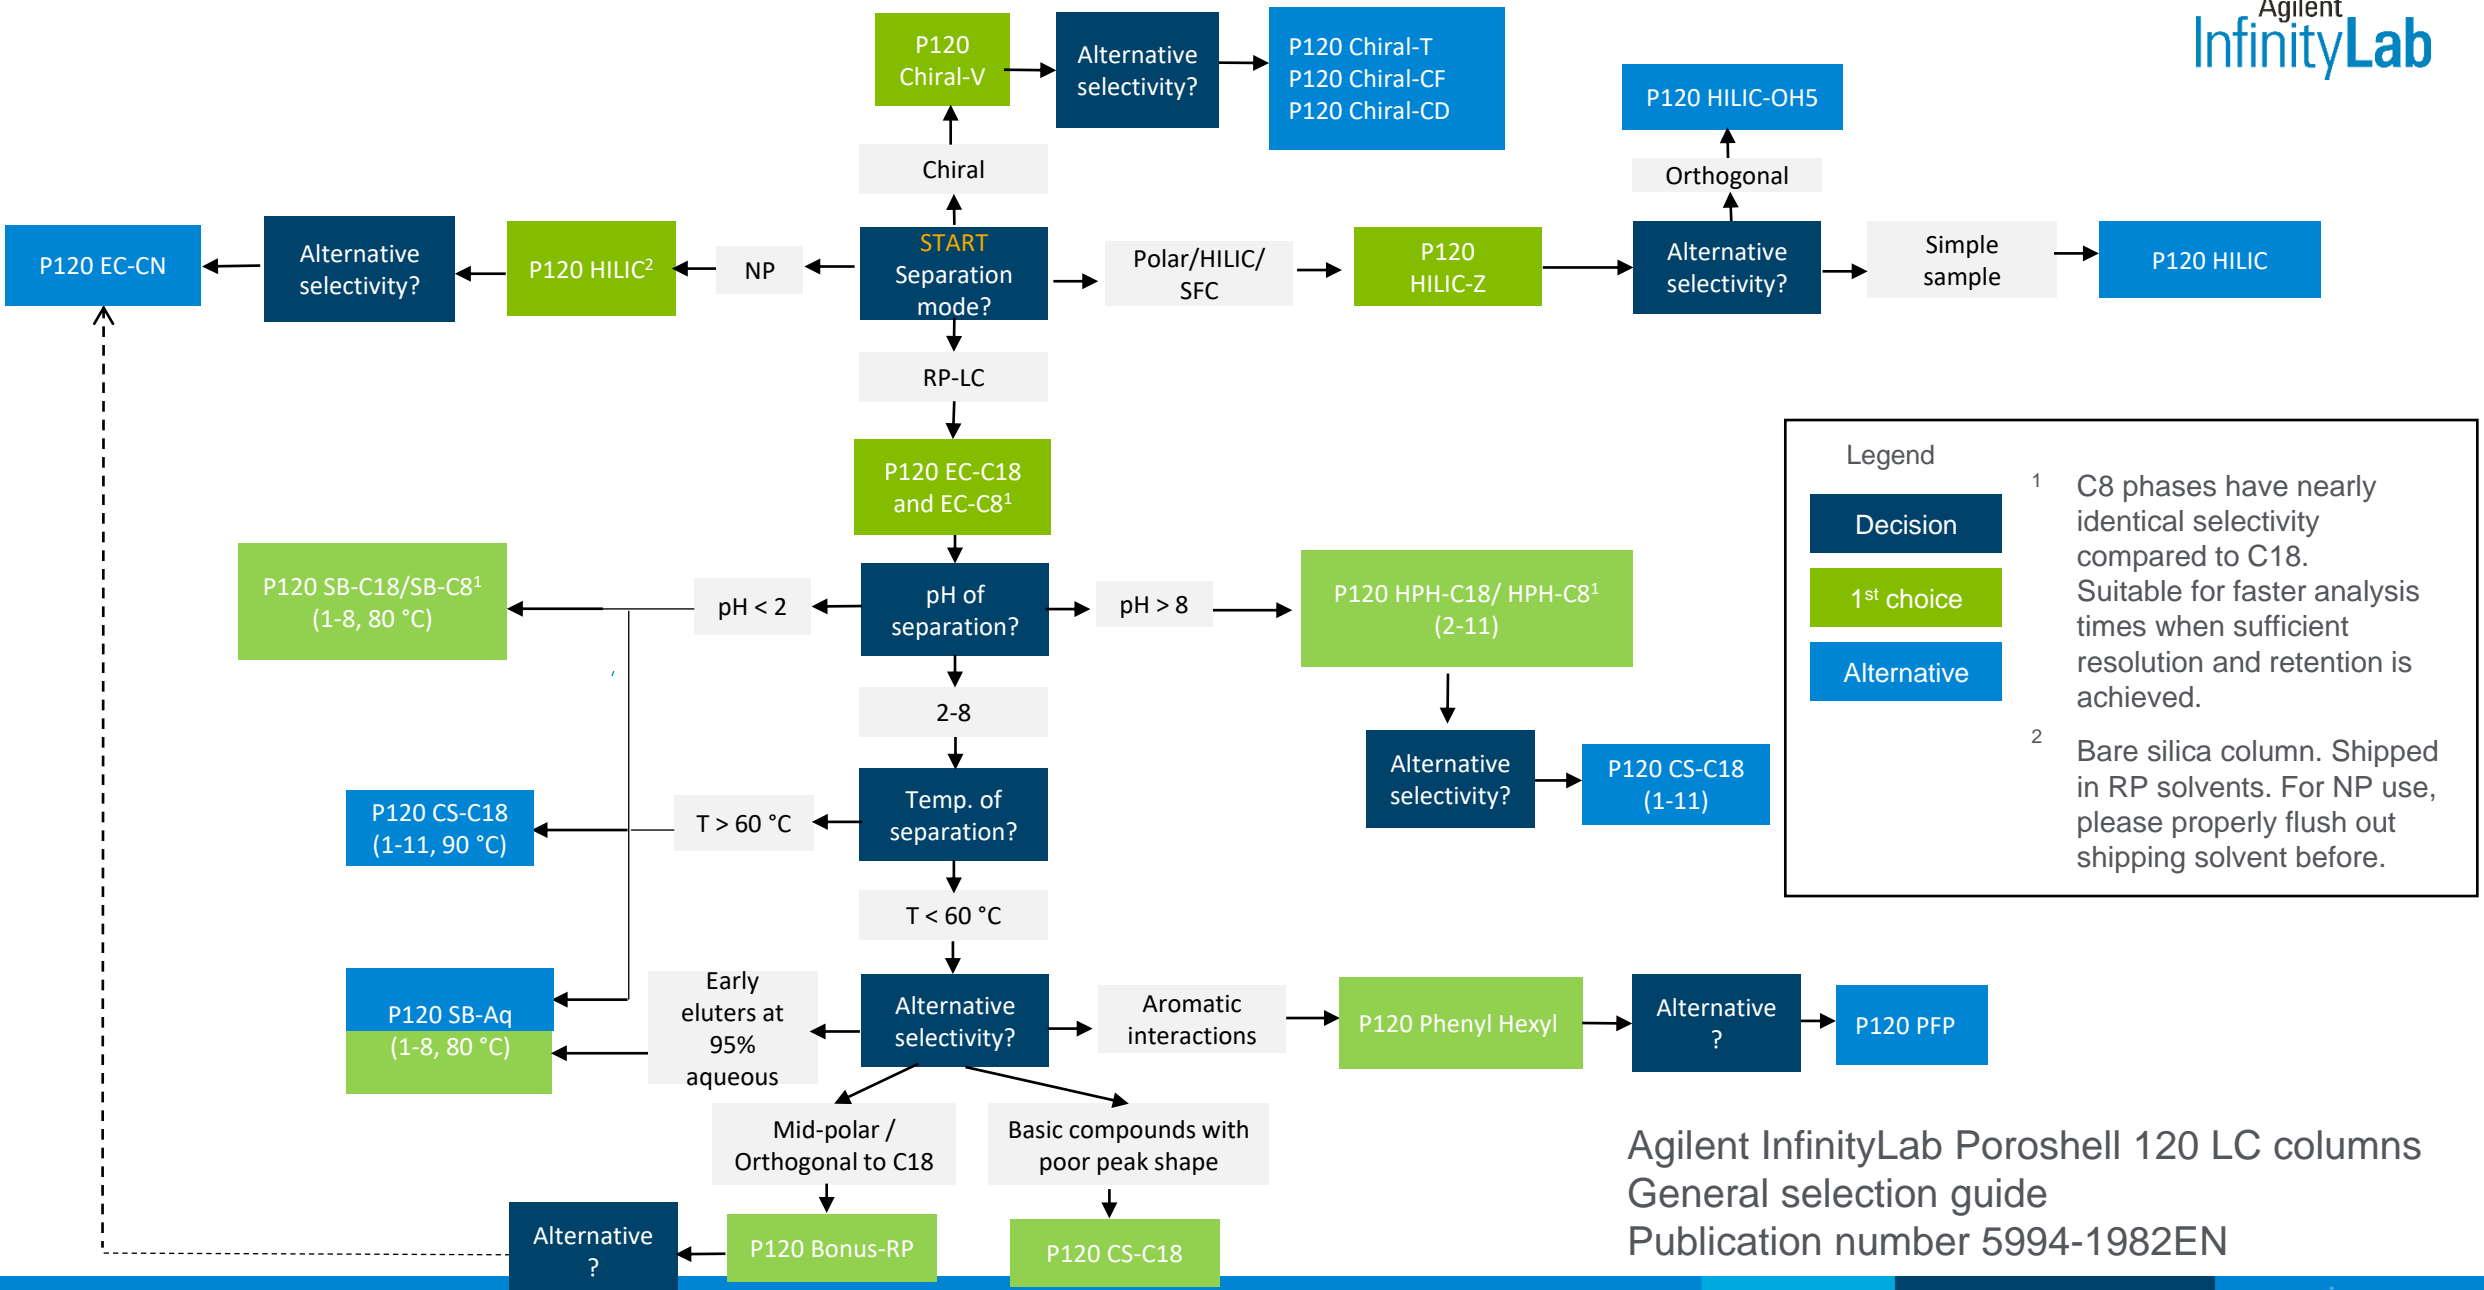 Agilent
InfinityLab
P120
Chiral-V
Alternative
selectivity?
P120 Chiral-T
P120 Chiral-CF
P120 Chiral-CD
P120 HILIC-OH5
Chiral
Orthogonal
P120 EC-CN
Alternative
selectivity?
P120 HILIC²
NP
START
Separation
mode?
Polar/HILIC/
SFC
P120
HILIC-Z
Alternative
selectivity?
Simple
sample
P120 HILIC
RP-LC
P120 EC-C18
and EC-C8¹
P120 SB-C18/SB-C8¹
(1-8, 80 °C)
pH < 2
pH of
separation?
pH > 8
P120 HPH-C18/ HPH-C8¹
(2-11)
2-8
Alternative
selectivity?
P120 CS-C18
(1-11)
P120 CS-C18
(1-11, 90 °C)
T > 60 °C
Temp. of
separation?
T < 60 °C
P120 SB-Aq
(1-8, 80 °C)
Early
eluters at
95%
aqueous
Alternative
selectivity?
Aromatic
interactions
P120 Phenyl Hexyl
Alternative
?
P120 PFP
Mid-polar /
Orthogonal to C18
Basic compounds with
poor peak shape
Alternative
?
P120 Bonus-RP
P120 CS-C18
Legend
Decision
1st choice
Alternative
1 C8 phases have nearly
identical selectivity
compared to C18.
Suitable for faster analysis
times when sufficient
resolution and retention is
achieved.
2 Bare silica column. Shipped
in RP solvents. For NP use,
please properly flush out
shipping solvent before.
Agilent InfinityLab Poroshell 120 LC columns
General selection guide
Publication number 5994-1982EN